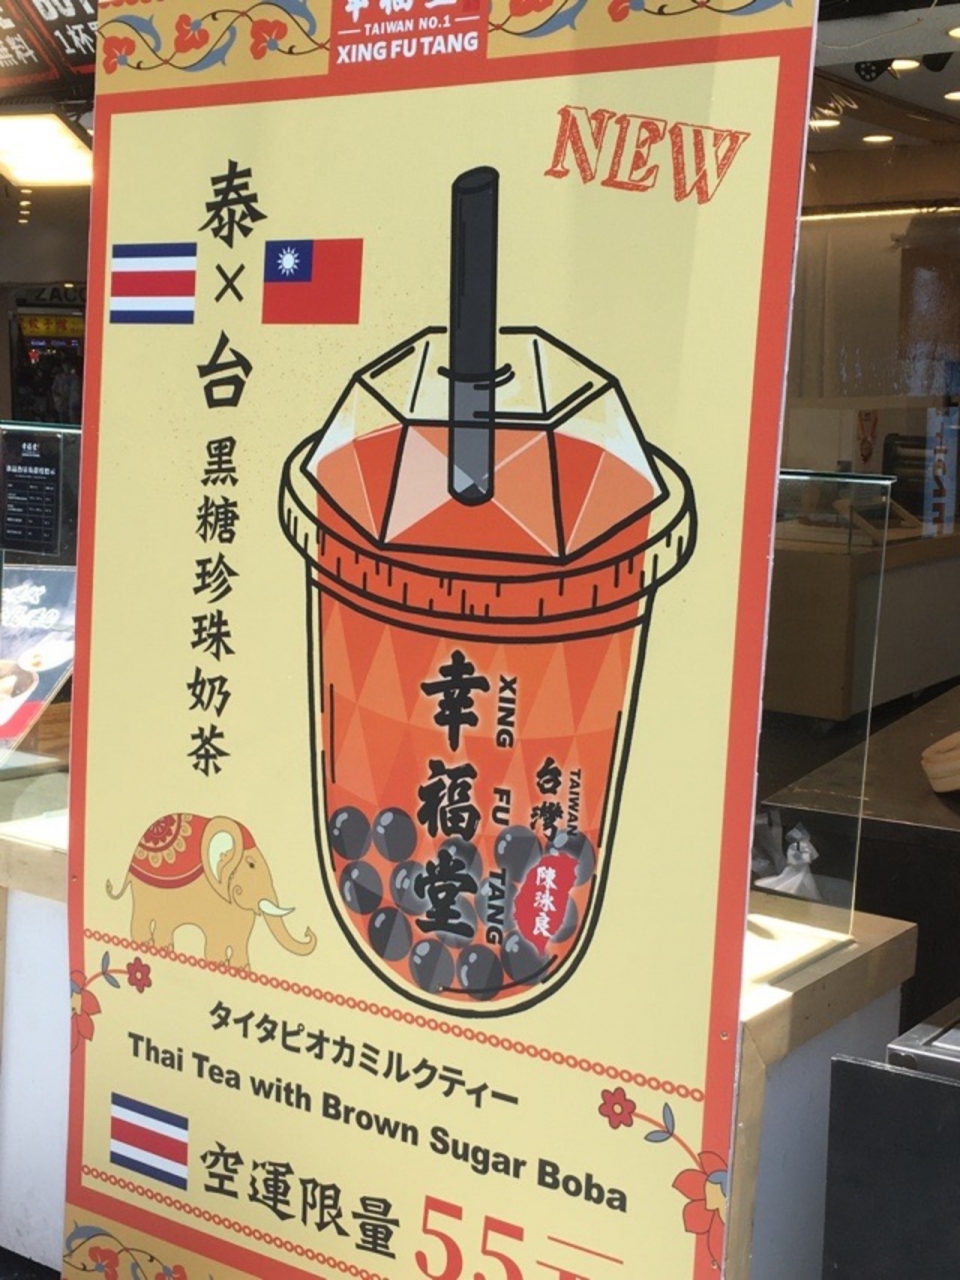 TAIWAN NO.1
XING FU TANG
NEW
泰×台
黑糖珍珠奶茶
幸福堂
XING FU TANG
台灣
TAIWAN
陳泳良
タイタピオカミルクティー
Thai Tea with Brown Sugar Boba
空運限量
55